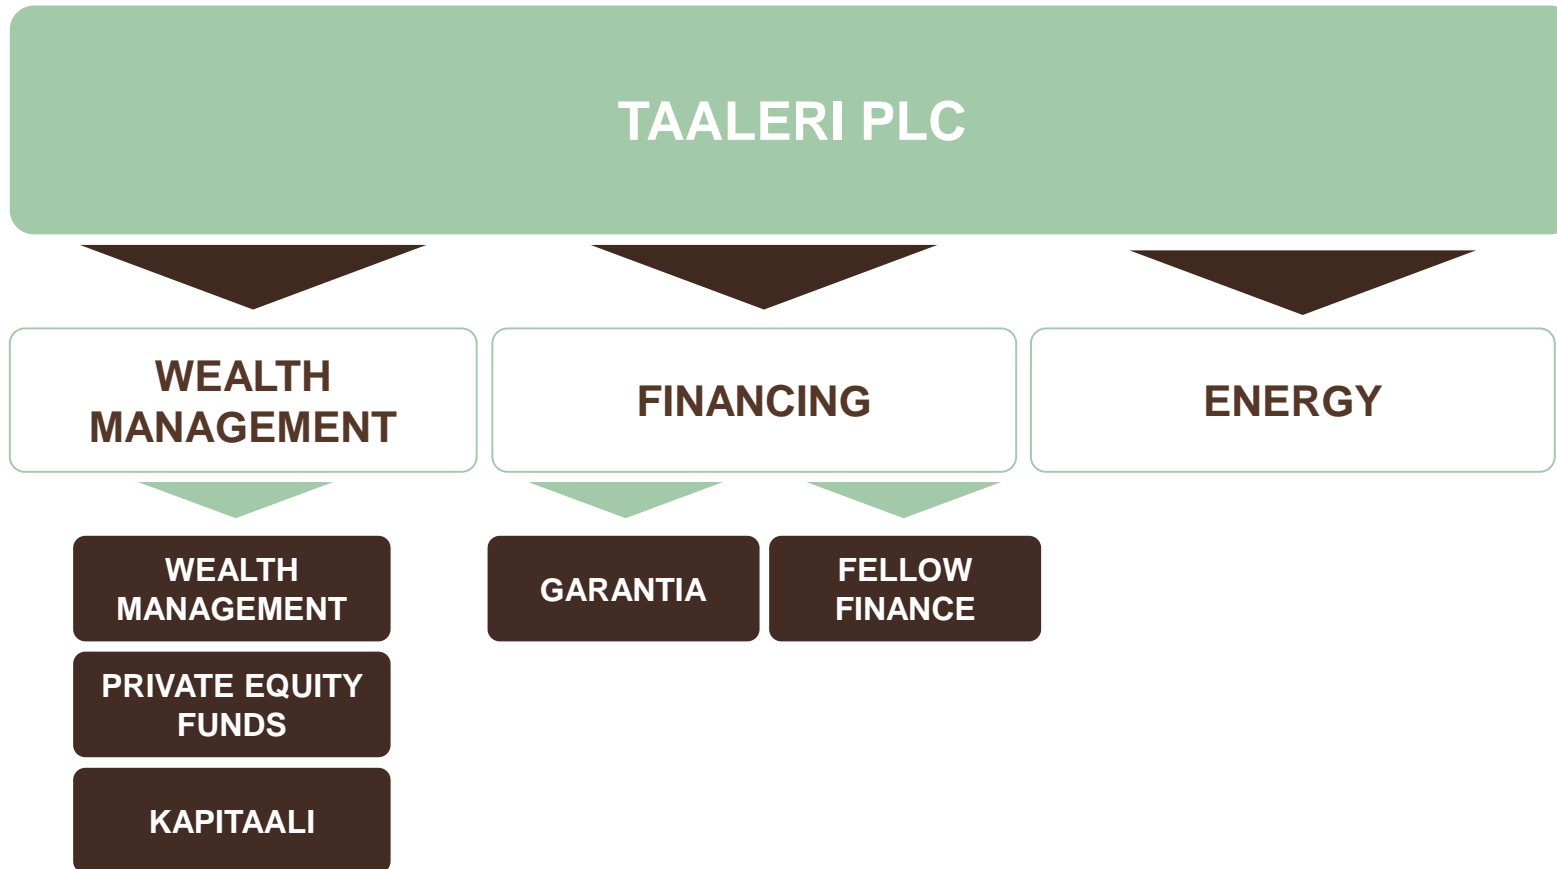 TAALERI PLC
WEALTH
MANAGEMENT
FINANCING
ENERGY
WEALTH
MANAGEMENT
GARANTIA
FELLOW
FINANCE
PRIVATE EQUITY
FUNDS
KAPITAALI